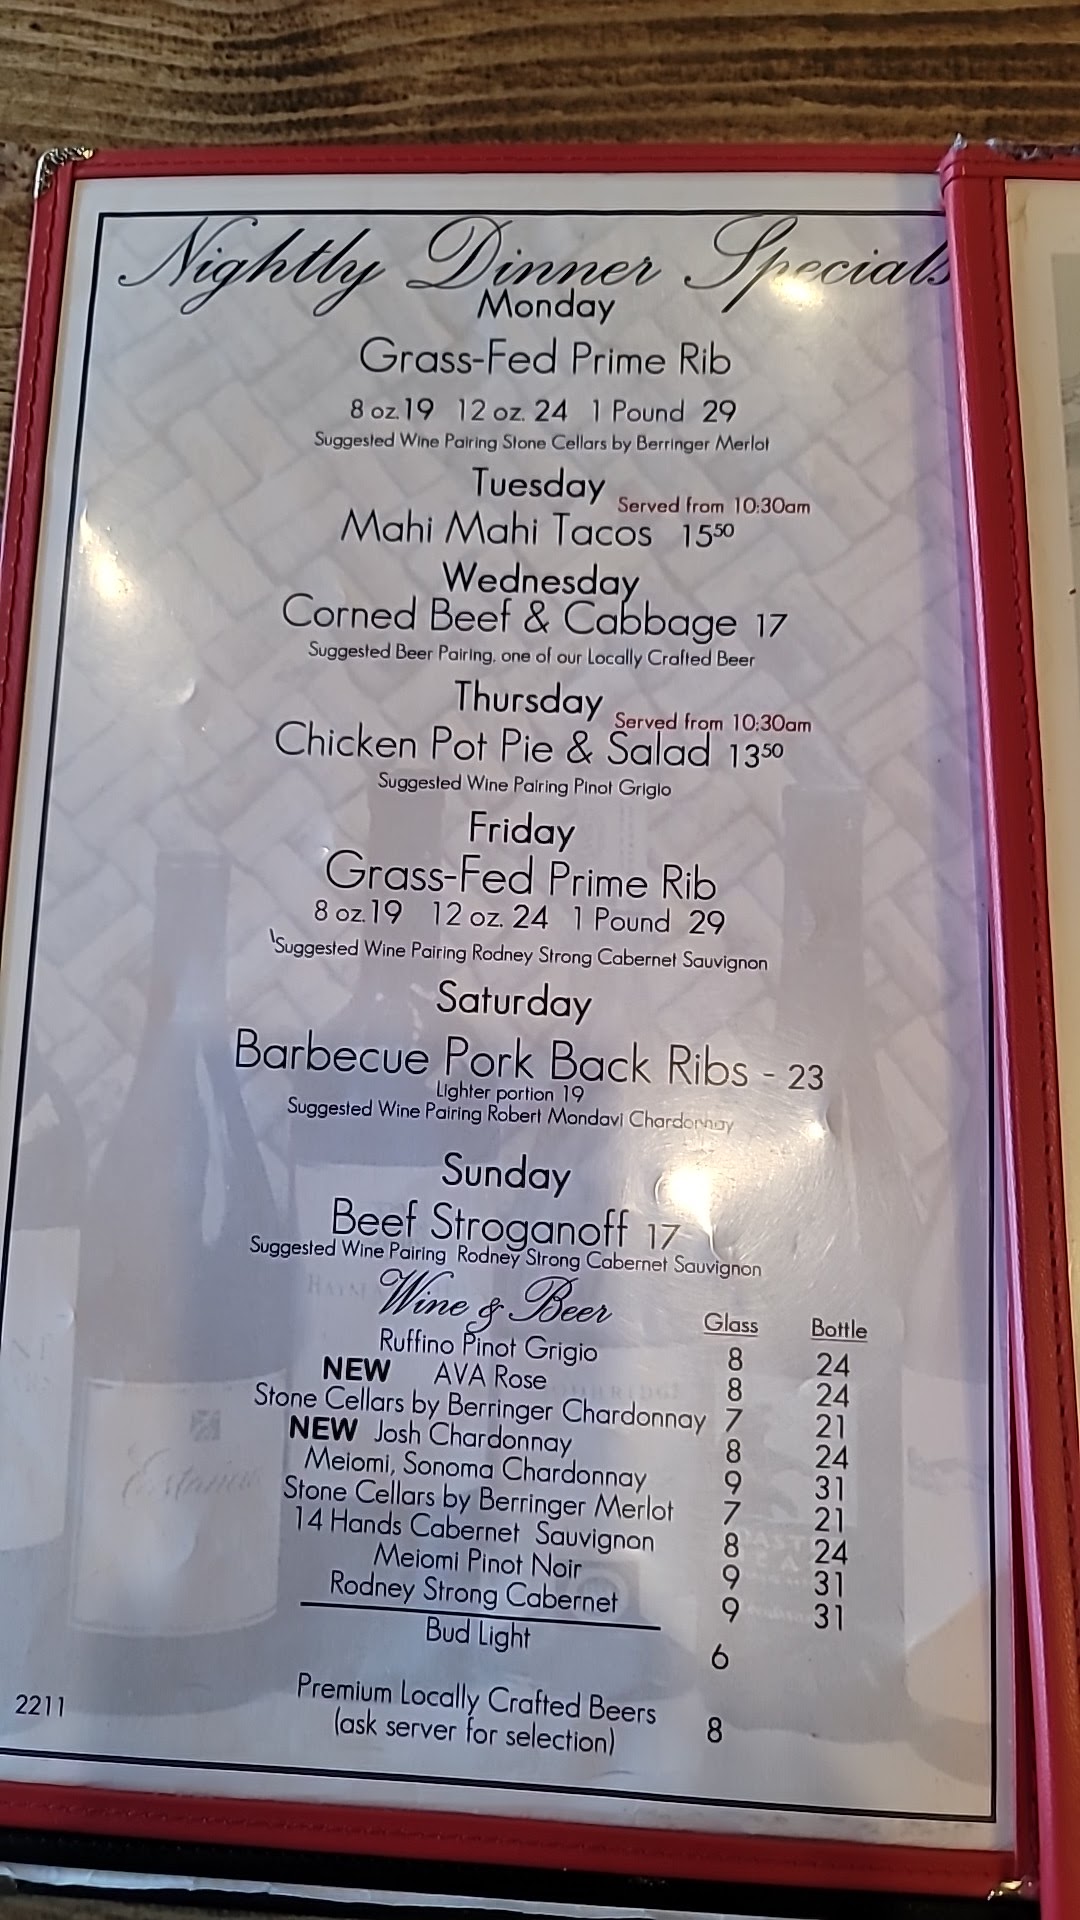 Nightly Dinner Specials
Monday
Grass-Fed Prime Rib
8 oz. 19 12 oz. 24 1 Pound 29
Suggested Wine Pairing Stone Cellars by Berringer Merlot
Tuesday Served from 10:30am
Mahi Mahi Tacos 15⁵⁰
Wednesday
Corned Beef & Cabbage 17
Suggested Beer Pairing, one of our Locally Crafted Beer
Thursday Served from 10:30am
Chicken Pot Pie & Salad 13⁵⁰
Suggested Wine Pairing Pinot Grigio
Friday
Grass-Fed Prime Rib
8 oz. 19 12 oz. 24 1 Pound 29
\Suggested Wine Pairing Rodney Strong Cabernet Sauvignon
Saturday
Barbecue Pork Back Ribs - 23
Lighter portion 19
Suggested Wine Pairing Robert Mondavi Chardonnay
Sunday
Beef Stroganoff 17
Suggested Wine Pairing Rodney Strong Cabernet Sauvignon
Wine & Beer Glass Bottle
Ruffino Pinot Grigio 8 24
NEW AVA Rose 8 24
Stone Cellars by Berringer Chardonnay 7 21
NEW Josh Chardonnay 8 24
Meiomi, Sonoma Chardonnay 9 31
Stone Cellars by Berringer Merlot 7 21
14 Hands Cabernet Sauvignon 8 24
Meiomi Pinot Noir 9 31
Rodney Strong Cabernet 9 31
Bud Light 6
Premium Locally Crafted Beers
(ask server for selection) 8
2211